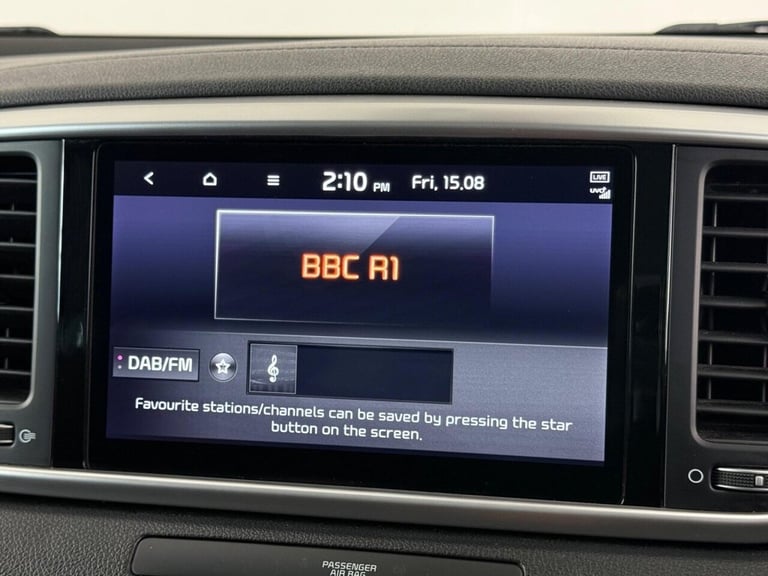 2:10 PM Fri, 15.08
LIVE
UVO
BBC R1
DAB/FM
Favourite stations/channels can be saved by pressing the star
button on the screen.
PASSENGER
AIR BAG